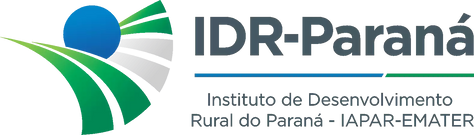 IDR-Paraná
Instituto de Desenvolvimento
Rural do Paraná - IAPAR-EMATER